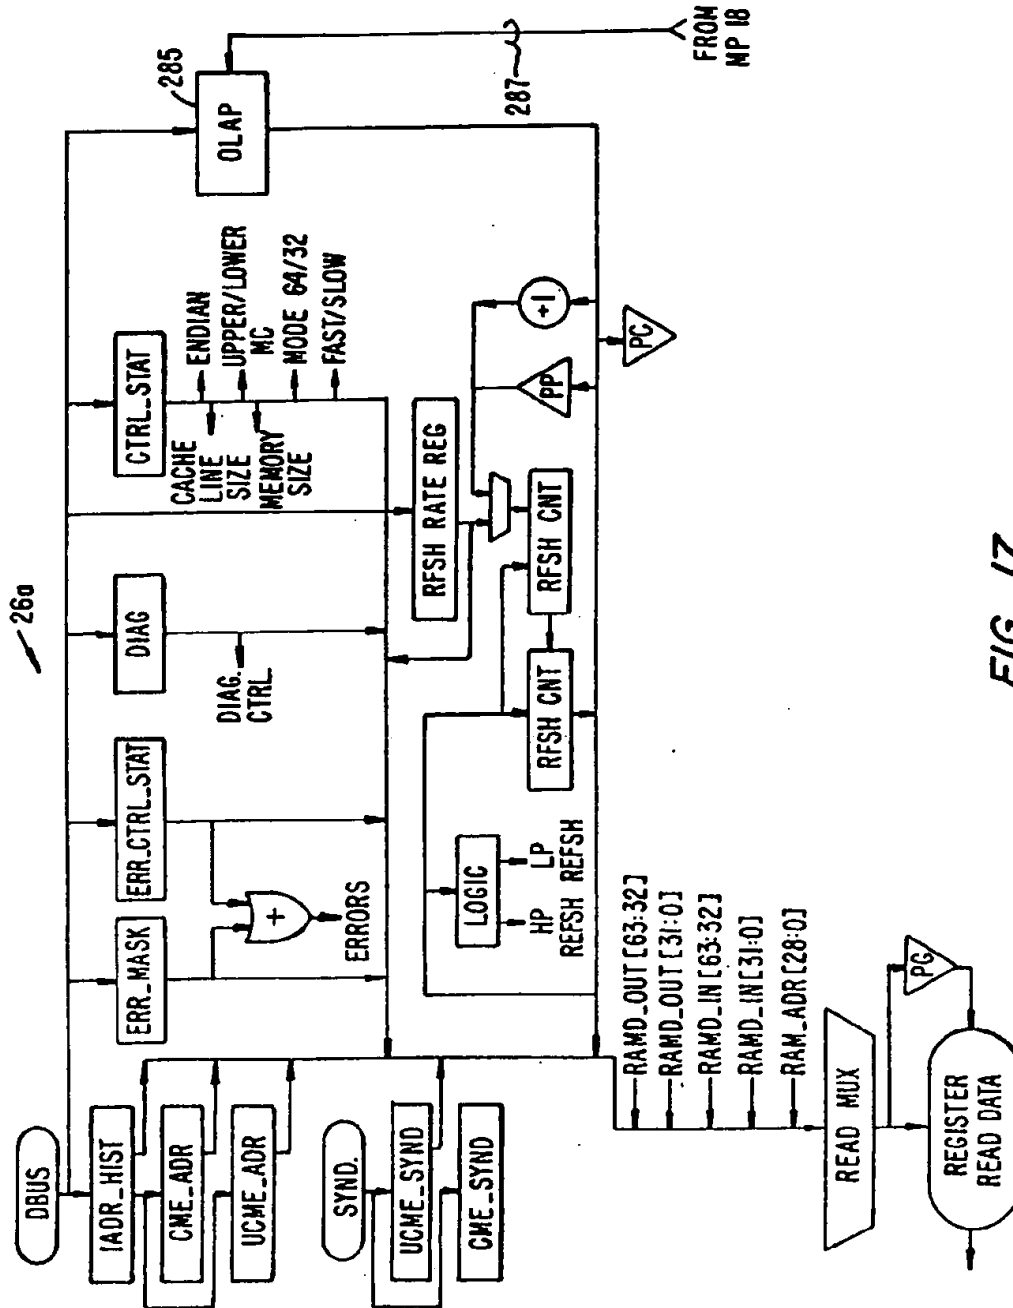 26a
DBUS
IADR_HIST
CME_ADR
UCME_ADR
SYND.
UCME_SYND
CME_SYND
ERR_MASK
ERR_CTRL_STAT
+
ERRORS
DIAG
DIAG.
CTRL.
CTRL_STAT
ENDIAN
CACHE
LINE
SIZE
UPPER/LOWER
MC
MEMORY
SIZE
MODE 64/32
FAST/SLOW
OLAP
285
287
FROM
MP 18
RFSH RATE REG
RFSH CNT
RFSH CNT
PP
+1
PC
LOGIC
HP
REFSH
LP
REFSH
RAMD_OUT[63:32]
RAMD_OUT[31:0]
RAMD_IN[63:32]
RAMD_IN[31:0]
RAM_ADR[28:0]
READ MUX
PG
REGISTER
READ DATA
FIG. 17